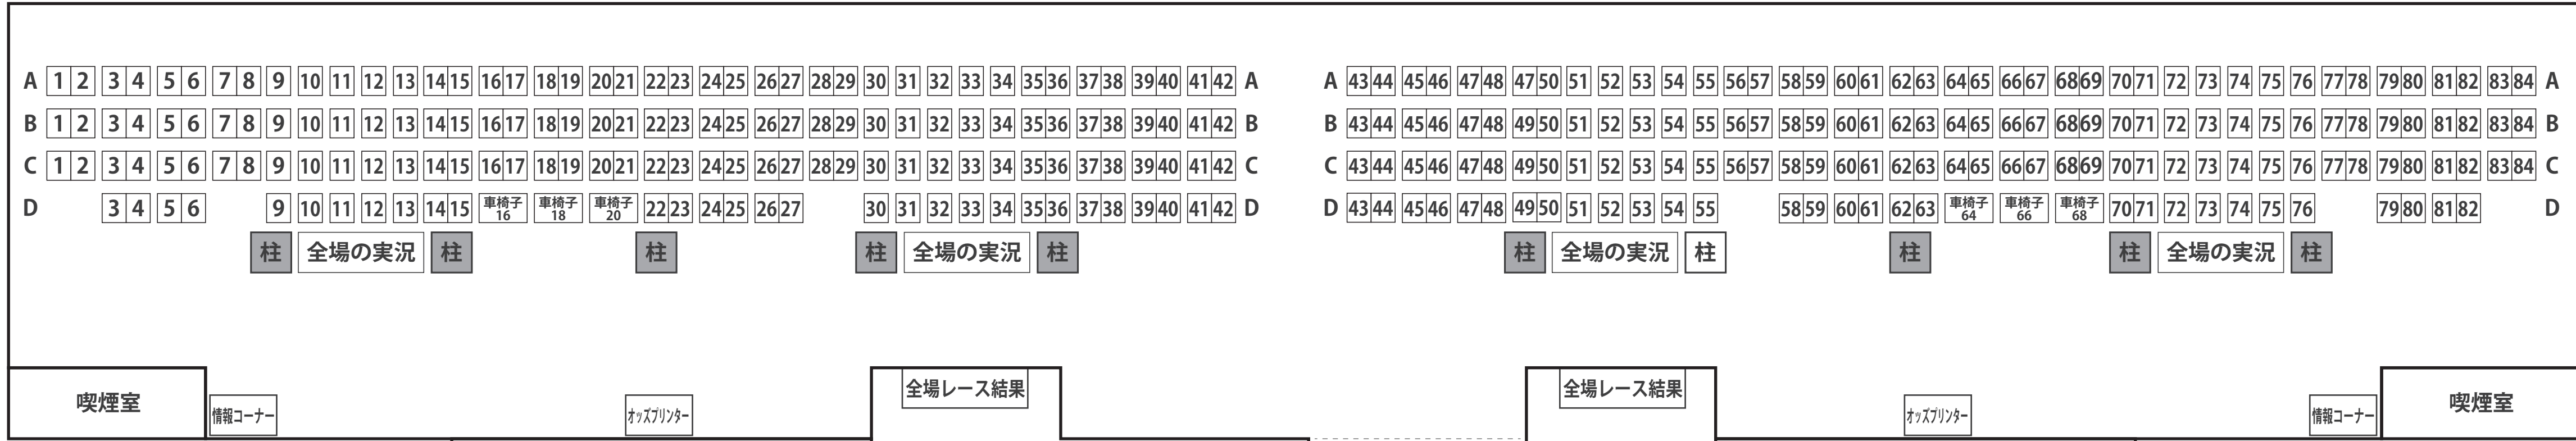 A 1 2 3 4 5 6 7 8 9 10 11 12 13 14 15 16 17 18 19 20 21 22 23 24 25 26 27 28 29 30 31 32 33 34 35 36 37 38 39 40 41 42 A A 43 44 45 46 47 48 47 50 51 52 53 54 55 56 57 58 59 60 61 62 63 64 65 66 67 68 69 70 71 72 73 74 75 76 77 78 79 80 81 82 83 84 A
B 1 2 3 4 5 6 7 8 9 10 11 12 13 14 15 16 17 18 19 20 21 22 23 24 25 26 27 28 29 30 31 32 33 34 35 36 37 38 39 40 41 42 B B 43 44 45 46 47 48 49 50 51 52 53 54 55 56 57 58 59 60 61 62 63 64 65 66 67 68 69 70 71 72 73 74 75 76 77 78 79 80 81 82 83 84 B
C 1 2 3 4 5 6 7 8 9 10 11 12 13 14 15 16 17 18 19 20 21 22 23 24 25 26 27 28 29 30 31 32 33 34 35 36 37 38 39 40 41 42 C C 43 44 45 46 47 48 49 50 51 52 53 54 55 56 57 58 59 60 61 62 63 64 65 66 67 68 69 70 71 72 73 74 75 76 77 78 79 80 81 82 83 84 C
D 3 4 5 6 9 10 11 12 13 14 15 車椅子 16 車椅子 18 車椅子 20 22 23 24 25 26 27 30 31 32 33 34 35 36 37 38 39 40 41 42 D D 43 44 45 46 47 48 49 50 51 52 53 54 55 58 59 60 61 62 63 車椅子 64 車椅子 66 車椅子 68 70 71 72 73 74 75 76 79 80 81 82 D
柱 全場の実況 柱 柱 柱 全場の実況 柱 柱 全場の実況 柱 柱 柱 全場の実況 柱
全場レース結果 全場レース結果
喫煙室 喫煙室
情報コーナー オッズプリンター オッズプリンター 情報コーナー